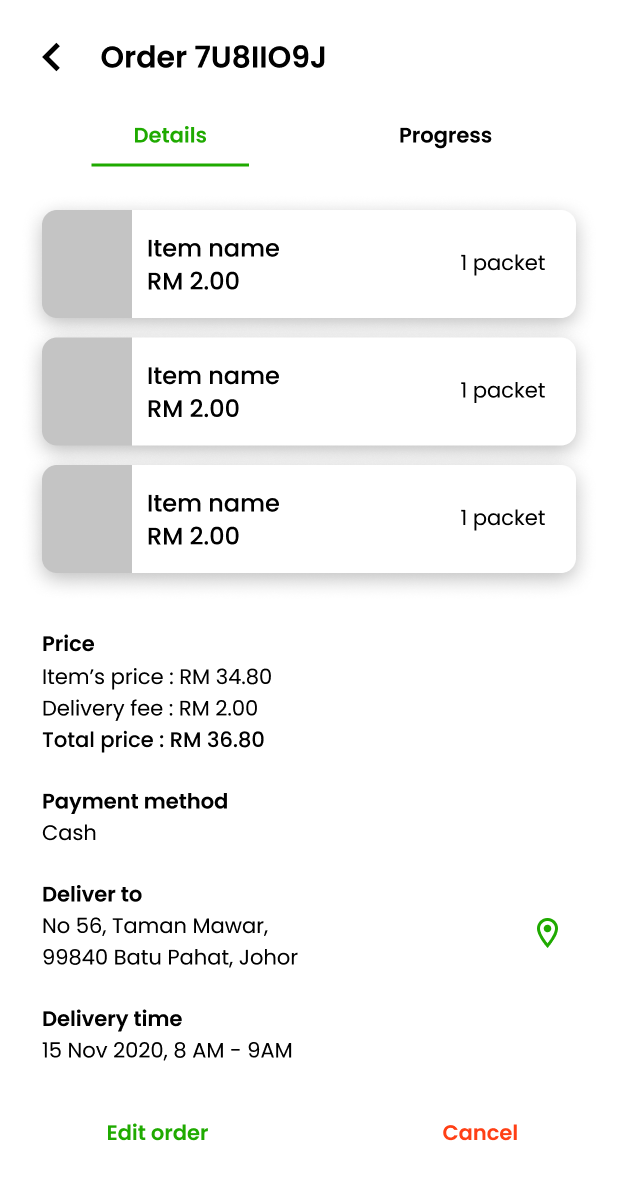 Order 7U8IIO9J
Details
Progress
Item name
RM 2.00
1 packet
Item name
RM 2.00
1 packet
Item name
RM 2.00
1 packet
Price
Item’s price : RM 34.80
Delivery fee : RM 2.00
Total price : RM 36.80
Payment method
Cash
Deliver to
No 56, Taman Mawar,
99840 Batu Pahat, Johor
Delivery time
15 Nov 2020, 8 AM - 9AM
Edit order
Cancel